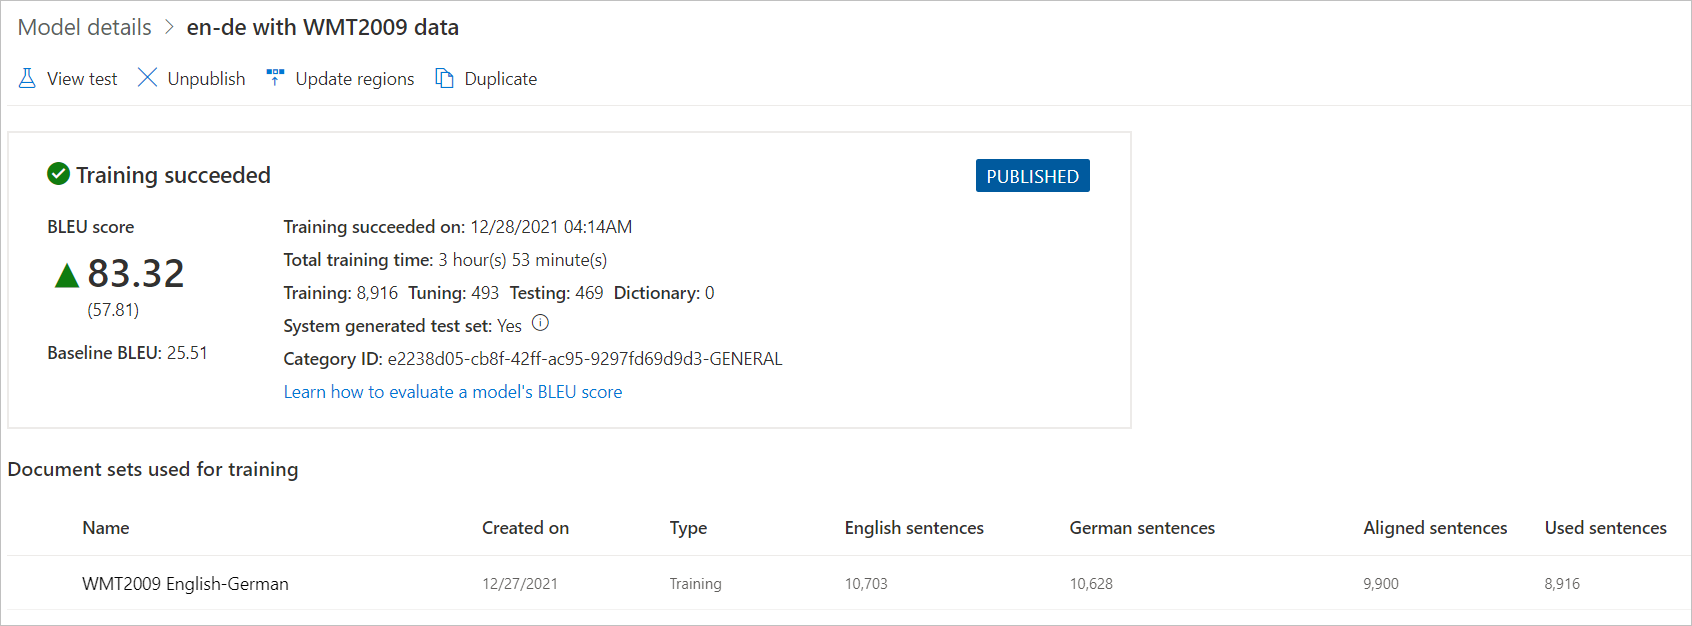 Model details > en-de with WMT2009 data
View test Unpublish Update regions Duplicate
Training succeeded
PUBLISHED
BLEU score
83.32
(57.81)
Baseline BLEU: 25.51
Training succeeded on: 12/28/2021 04:14AM
Total training time: 3 hour(s) 53 minute(s)
Training: 8,916 Tuning: 493 Testing: 469 Dictionary: 0
System generated test set: Yes
Category ID: e2238d05-cb8f-42ff-ac95-9297fd69d9d3-GENERAL
Learn how to evaluate a model's BLEU score
Document sets used for training
Name Created on Type English sentences German sentences Aligned sentences Used sentences
WMT2009 English-German 12/27/2021 Training 10,703 10,628 9,900 8,916